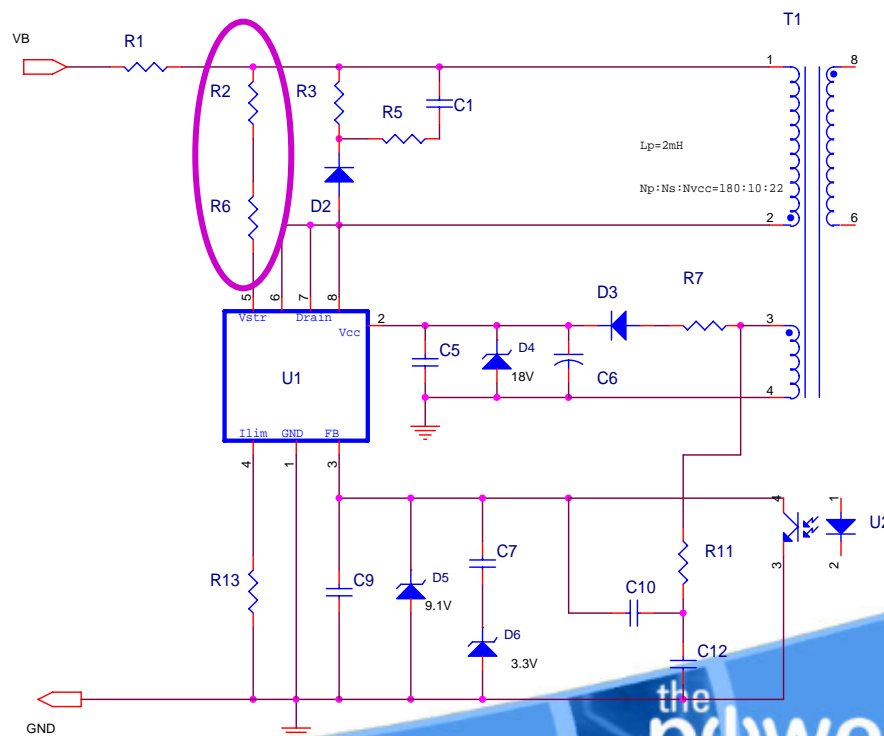 T1
VB
R1
1
8
R2
R3
C1
R5
Lp=2mH
Np:Ns:Nvcc=180:10:22
R6
D2
2
6
5
6
7
8
D3
R7
Vstr
Drain
2
3
Vcc
C5
D4
18V
C6
U1
4
Ilim
GND
FB
4
1
3
4
1
U2
R11
C7
R13
C9
D5
9.1V
3
2
C10
D6
3.3V
C12
GND
the